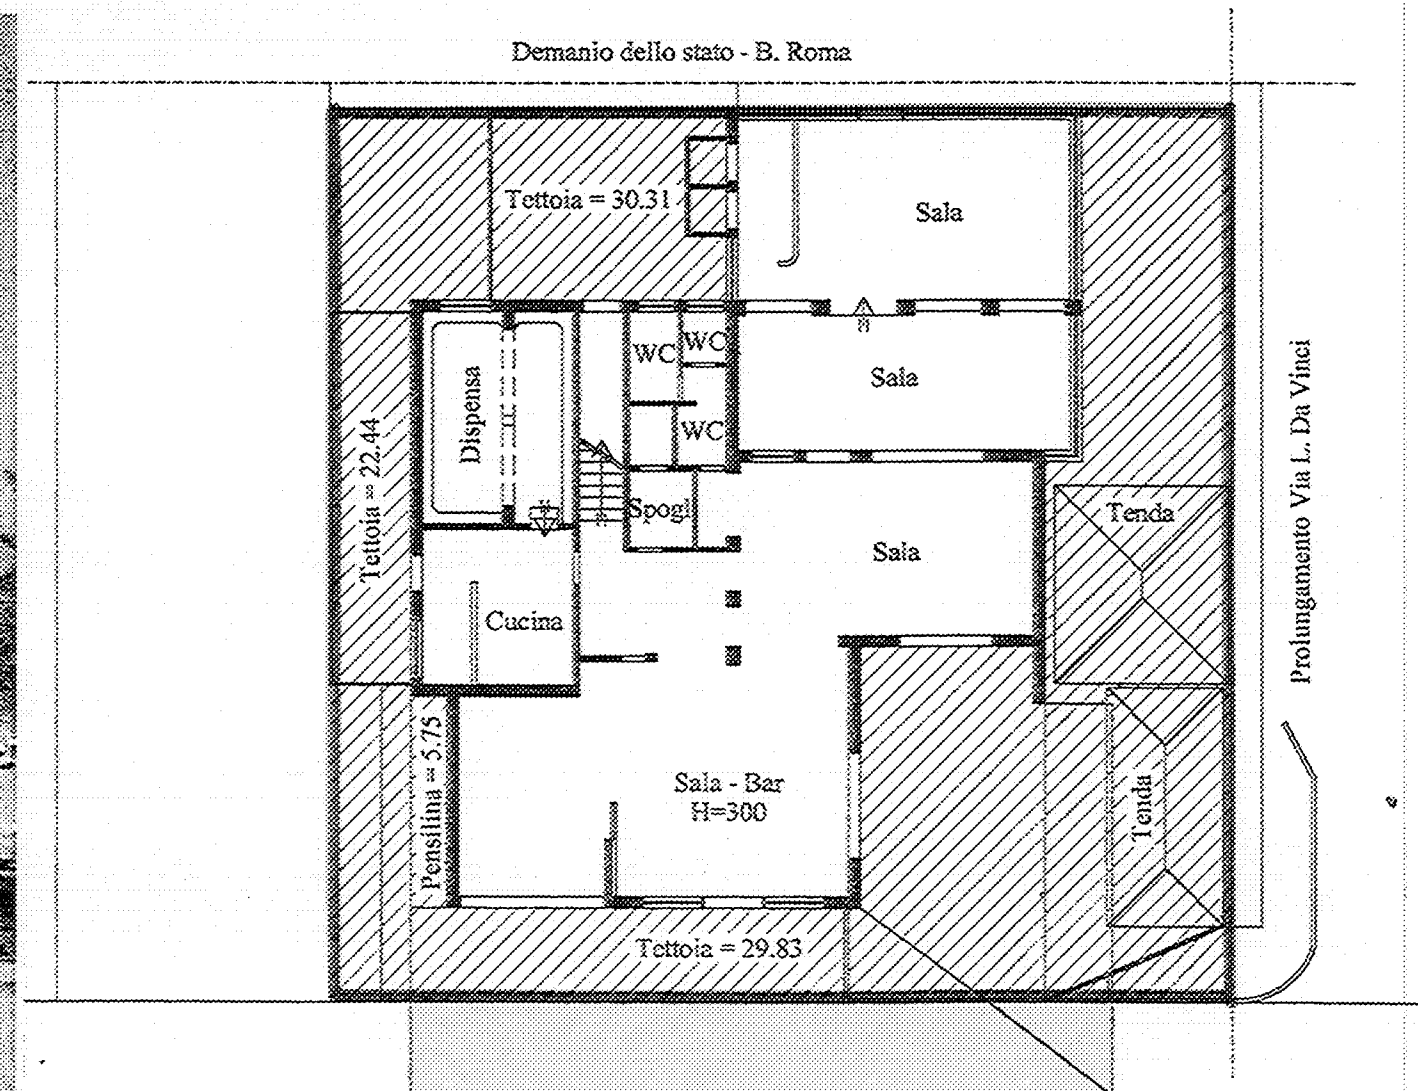 Demanio dello stato - B. Roma
Tettoia = 30.31
Sala
WC
WC
Sala
Dispensa
WC
Tettoia = 22.44
Prolungamento Via L. Da Vinci
Spogl
Tenda
Sala
Cucina
Pensilina = 5.75
Sala - Bar
H=300
Tenda
Tettoia = 29.83